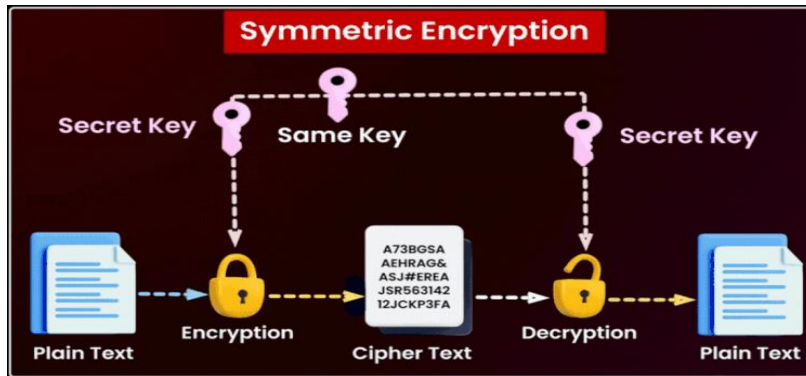 Symmetric Encryption
Secret Key
Same Key
Secret Key
A73BGSA
AEHRAG&
ASJ#EREA
JSR563142
12JCKP3FA
Encryption
Decryption
Plain Text
Cipher Text
Plain Text